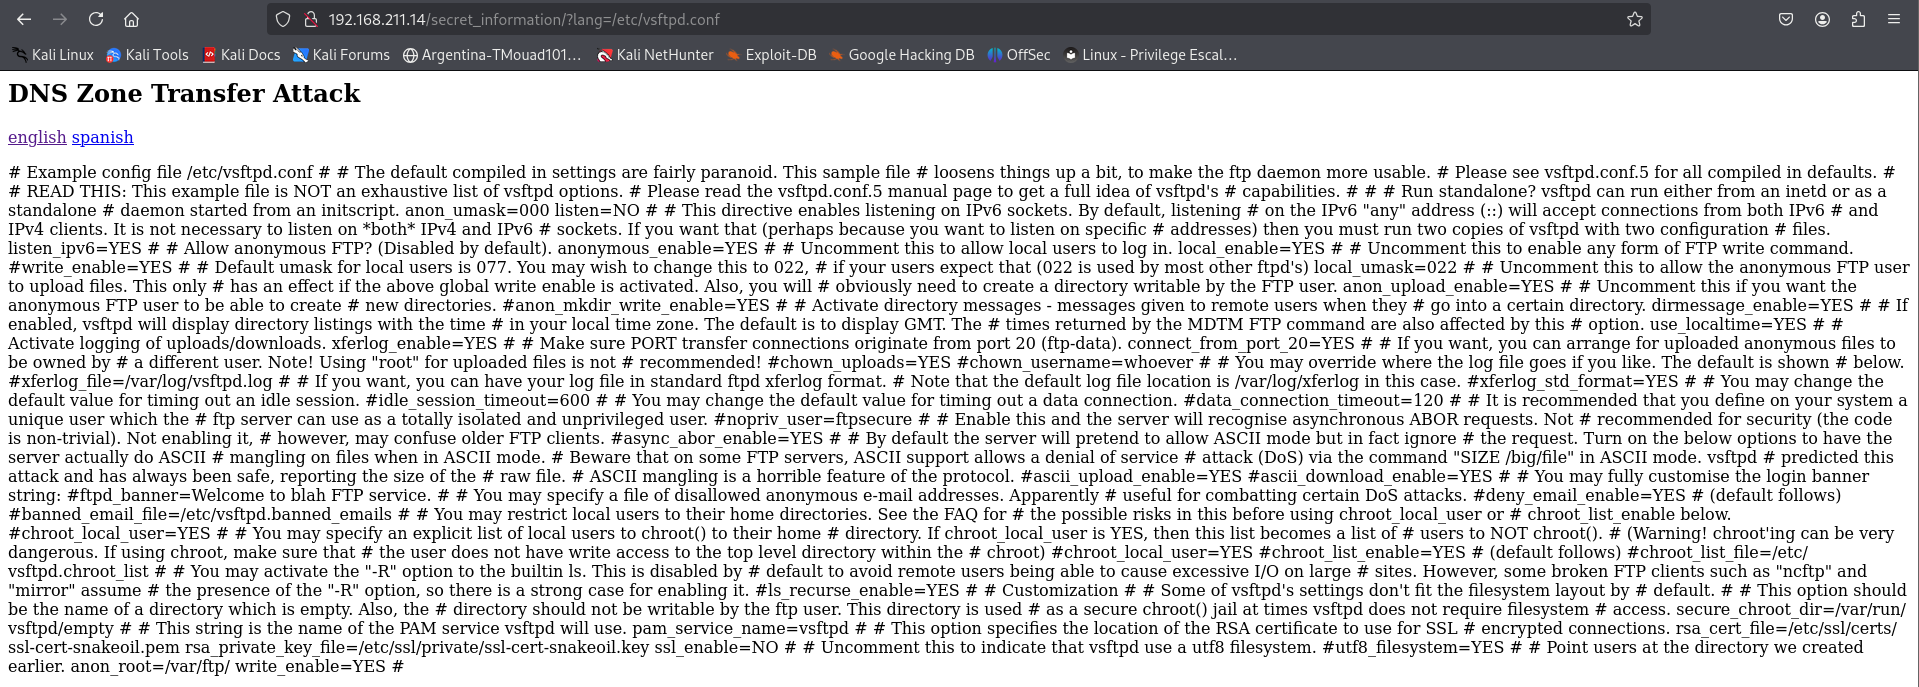 192.168.211.14/secret_information/?lang=/etc/vsftpd.conf
Kali Linux Kali Tools Kali Docs Kali Forums Argentina-TMouad101... Kali NetHunter Exploit-DB Google Hacking DB OffSec Linux - Privilege Escal...
DNS Zone Transfer Attack
english spanish
# Example config file /etc/vsftpd.conf # # The default compiled in settings are fairly paranoid. This sample file # loosens things up a bit, to make the ftp daemon more usable. # Please see vsftpd.conf.5 for all compiled in defaults. #
# READ THIS: This example file is NOT an exhaustive list of vsftpd options. # Please read the vsftpd.conf.5 manual page to get a full idea of vsftpd's # capabilities. # # # Run standalone? vsftpd can run either from an inetd or as a
standalone # daemon started from an initscript. anon_umask=000 listen=NO # # This directive enables listening on IPv6 sockets. By default, listening # on the IPv6 "any" address (::) will accept connections from both IPv6 # and
IPv4 clients. It is not necessary to listen on *both* IPv4 and IPv6 # sockets. If you want that (perhaps because you want to listen on specific # addresses) then you must run two copies of vsftpd with two configuration # files.
listen_ipv6=YES # # Allow anonymous FTP? (Disabled by default). anonymous_enable=YES # # Uncomment this to allow local users to log in. local_enable=YES # # Uncomment this to enable any form of FTP write command.
#write_enable=YES # # Default umask for local users is 077. You may wish to change this to 022, # if your users expect that (022 is used by most other ftpd's) local_umask=022 # # Uncomment this to allow the anonymous FTP user
to upload files. This only # has an effect if the above global write enable is activated. Also, you will # obviously need to create a directory writable by the FTP user. anon_upload_enable=YES # # Uncomment this if you want the
anonymous FTP user to be able to create # new directories. #anon_mkdir_write_enable=YES # # Activate directory messages - messages given to remote users when they # go into a certain directory. dirmessage_enable=YES # # If
enabled, vsftpd will display directory listings with the time # in your local time zone. The default is to display GMT. The # times returned by the MDTM FTP command are also affected by this # option. use_localtime=YES # #
Activate logging of uploads/downloads. xferlog_enable=YES # # Make sure PORT transfer connections originate from port 20 (ftp-data). connect_from_port_20=YES # # If you want, you can arrange for uploaded anonymous files to
be owned by # a different user. Note! Using "root" for uploaded files is not # recommended! #chown_uploads=YES #chown_username=whoever # # You may override where the log file goes if you like. The default is shown # below.
#xferlog_file=/var/log/vsftpd.log # # If you want, you can have your log file in standard ftpd xferlog format. # Note that the default log file location is /var/log/xferlog in this case. #xferlog_std_format=YES # # You may change the
default value for timing out an idle session. #idle_session_timeout=600 # # You may change the default value for timing out a data connection. #data_connection_timeout=120 # # It is recommended that you define on your system a
unique user which the # ftp server can use as a totally isolated and unprivileged user. #nopriv_user=ftpsecure # # Enable this and the server will recognise asynchronous ABOR requests. Not # recommended for security (the code
is non-trivial). Not enabling it, # however, may confuse older FTP clients. #async_abor_enable=YES # # By default the server will pretend to allow ASCII mode but in fact ignore # the request. Turn on the below options to have the
server actually do ASCII # mangling on files when in ASCII mode. # Beware that on some FTP servers, ASCII support allows a denial of service # attack (DoS) via the command "SIZE /big/file" in ASCII mode. vsftpd # predicted this
attack and has always been safe, reporting the size of the # raw file. # ASCII mangling is a horrible feature of the protocol. #ascii_upload_enable=YES #ascii_download_enable=YES # # You may fully customise the login banner
string: #ftpd_banner=Welcome to blah FTP service. # # You may specify a file of disallowed anonymous e-mail addresses. Apparently # useful for combatting certain DoS attacks. #deny_email_enable=YES # (default follows)
#banned_email_file=/etc/vsftpd.banned_emails # # You may restrict local users to their home directories. See the FAQ for # the possible risks in this before using chroot_local_user or # chroot_list_enable below.
#chroot_local_user=YES # # You may specify an explicit list of local users to chroot() to their home # directory. If chroot_local_user is YES, then this list becomes a list of # users to NOT chroot(). # (Warning! chroot'ing can be very
dangerous. If using chroot, make sure that # the user does not have write access to the top level directory within the # chroot) #chroot_local_user=YES #chroot_list_enable=YES # (default follows) #chroot_list_file=/etc/
vsftpd.chroot_list # # You may activate the "-R" option to the builtin ls. This is disabled by # default to avoid remote users being able to cause excessive I/O on large # sites. However, some broken FTP clients such as "ncftp" and
"mirror" assume # the presence of the "-R" option, so there is a strong case for enabling it. #ls_recurse_enable=YES # # Customization # # Some of vsftpd's settings don't fit the filesystem layout by # default. # # This option should
be the name of a directory which is empty. Also, the # directory should not be writable by the ftp user. This directory is used # as a secure chroot() jail at times vsftpd does not require filesystem # access. secure_chroot_dir=/var/run/
vsftpd/empty # # This string is the name of the PAM service vsftpd will use. pam_service_name=vsftpd # # This option specifies the location of the RSA certificate to use for SSL # encrypted connections. rsa_cert_file=/etc/ssl/certs/
ssl-cert-snakeoil.pem rsa_private_key_file=/etc/ssl/private/ssl-cert-snakeoil.key ssl_enable=NO # # Uncomment this to indicate that vsftpd use a utf8 filesystem. #utf8_filesystem=YES # # Point users at the directory we created
earlier. anon_root=/var/ftp/ write_enable=YES #